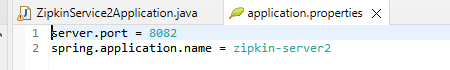 ZipkinService2Application.java application.properties
1 server.port = 8082
2 spring.application.name = zipkin-server2